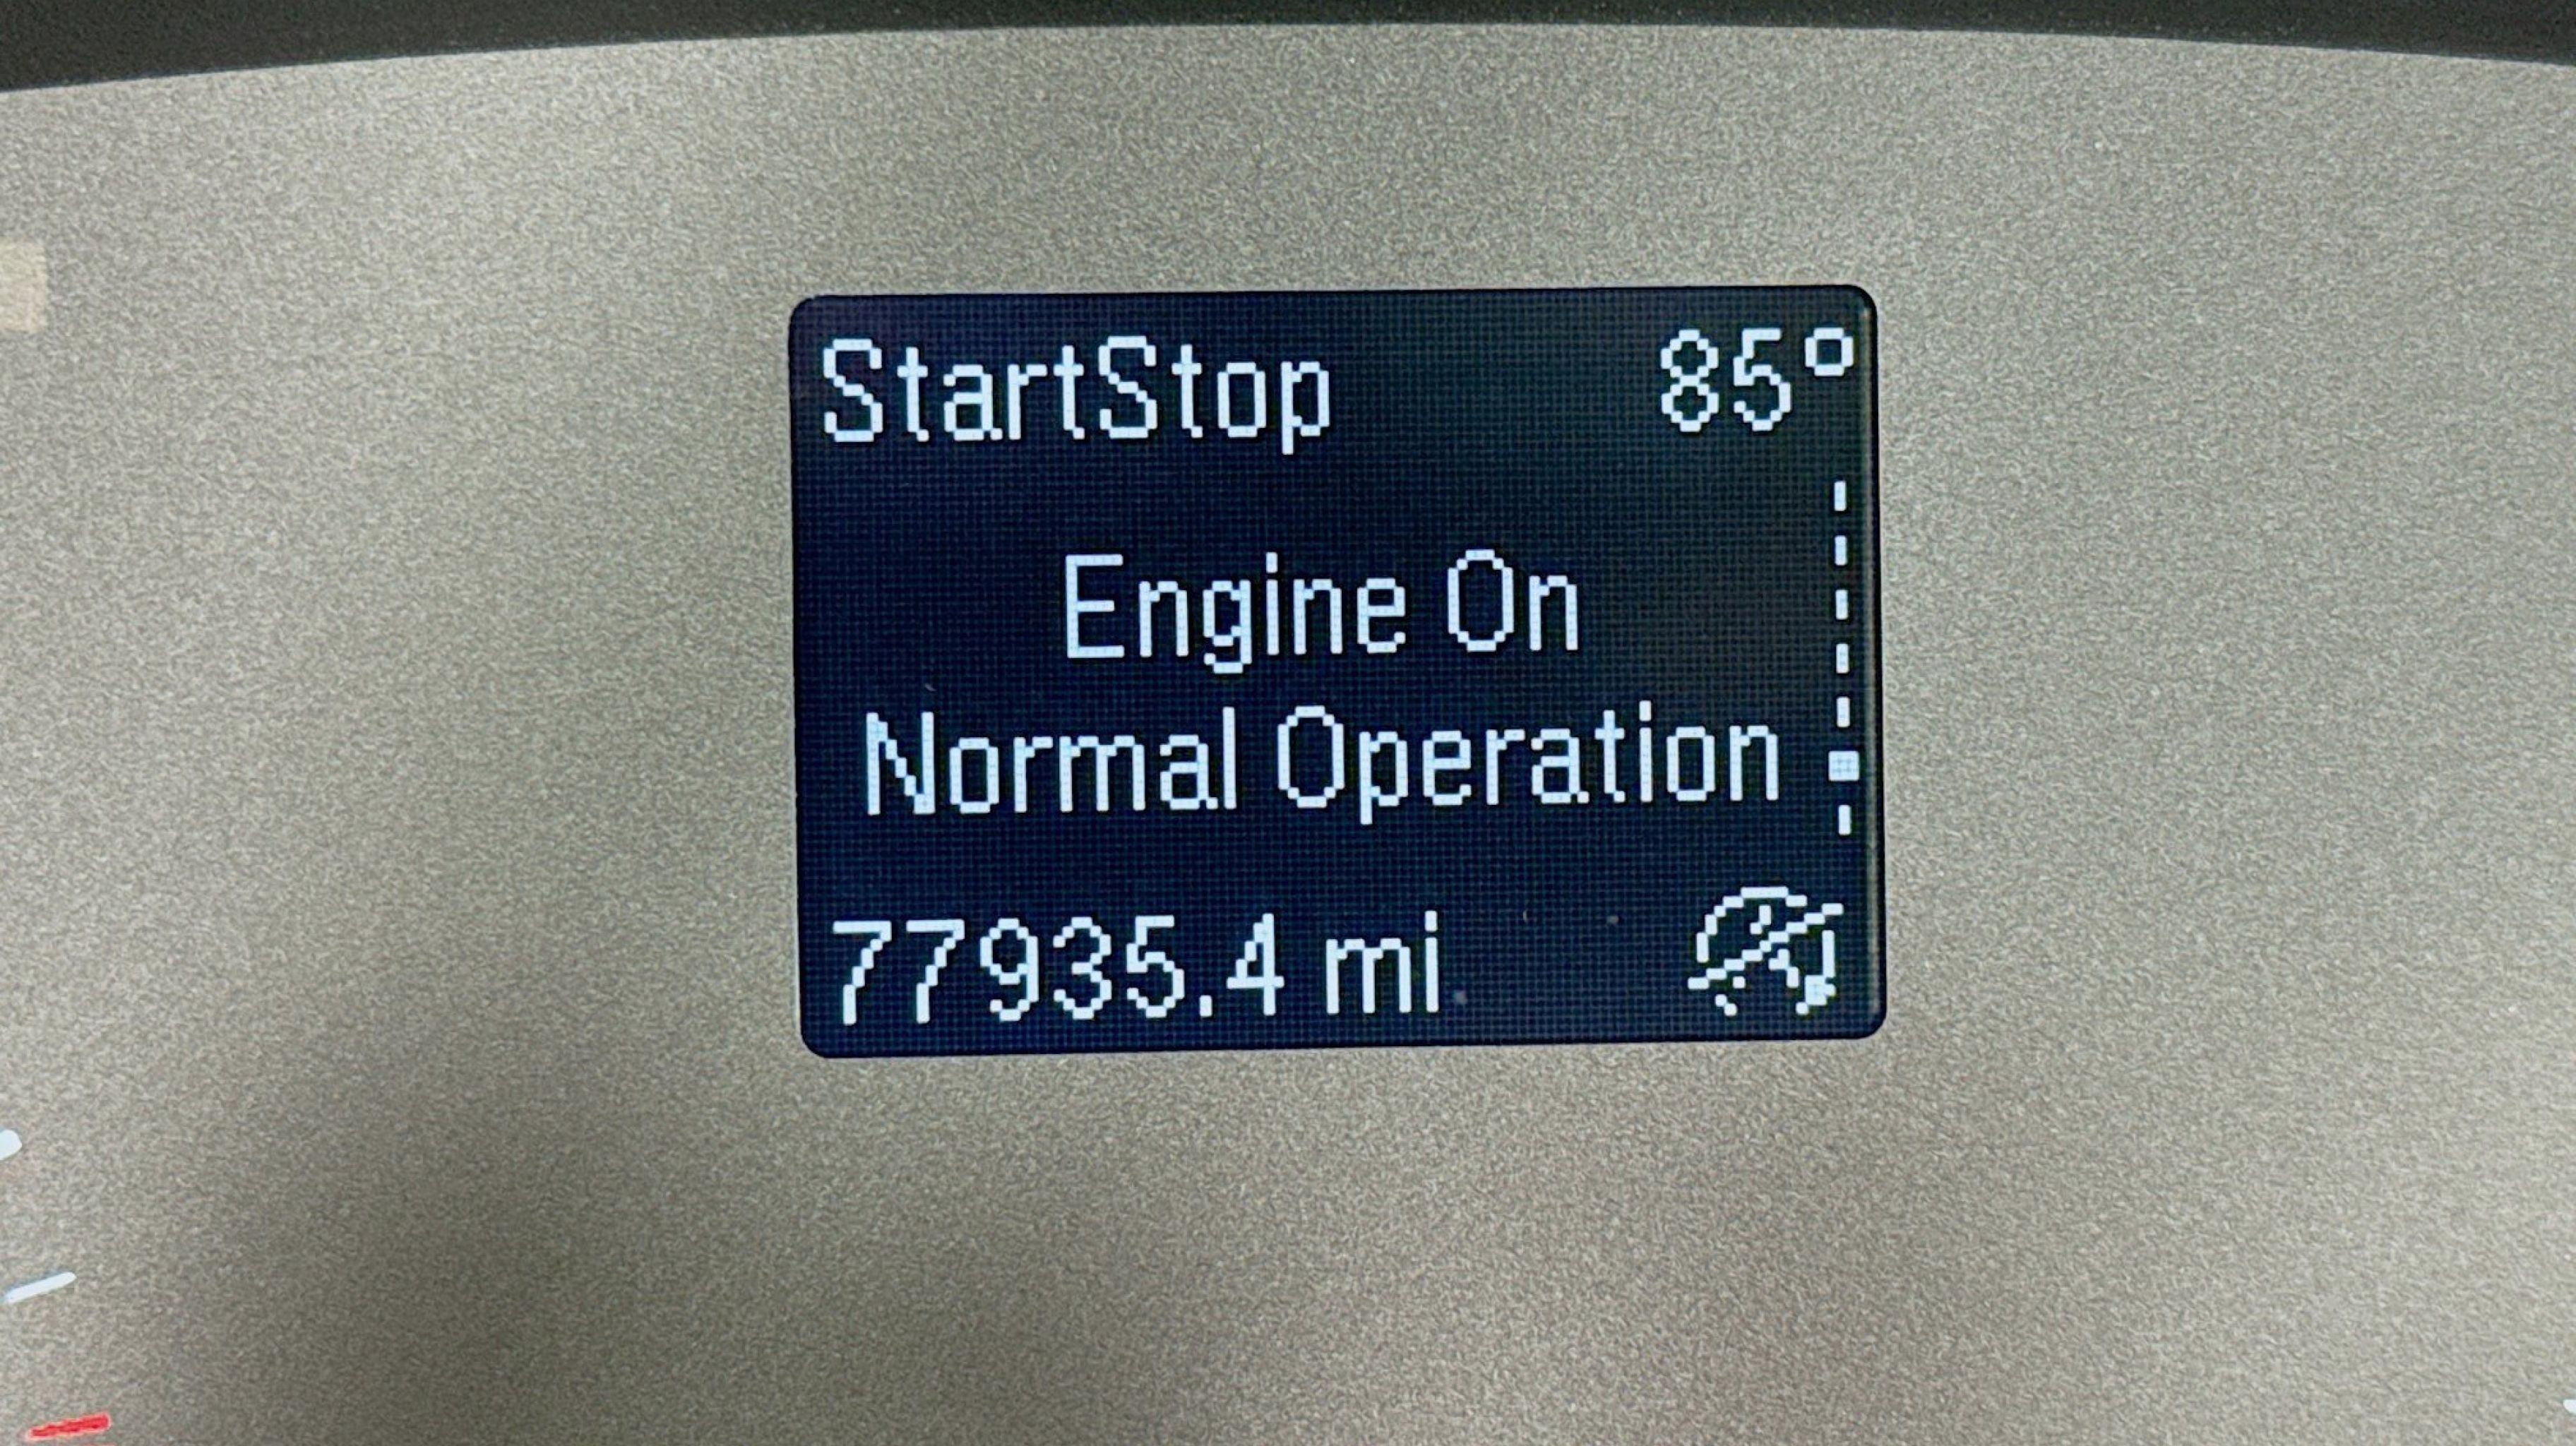 StartStop 85°
Engine On
Normal Operation
77935.4 mi